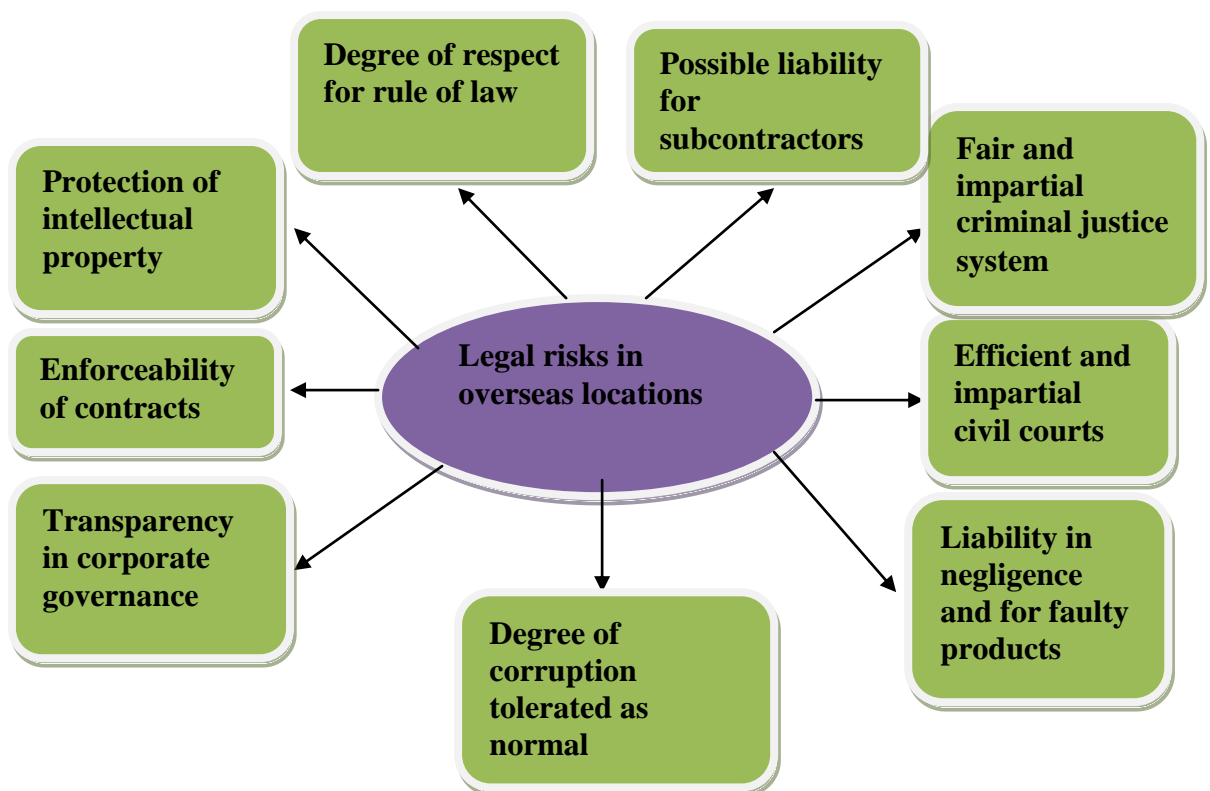 Degree of respect
for rule of law
Possible liability
for
subcontractors
Fair and
impartial
criminal justice
system
Protection of
intellectual
property
Legal risks in
overseas locations
Enforceability
of contracts
Efficient and
impartial
civil courts
Transparency
in corporate
governance
Liability in
negligence
and for faulty
products
Degree of
corruption
tolerated as
normal